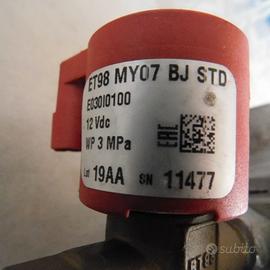 ET98 MY07 BJ STD
E030I0100
12 Vdc
WP 3 MPa
EAC
Lot 19AA SN 11477
subito